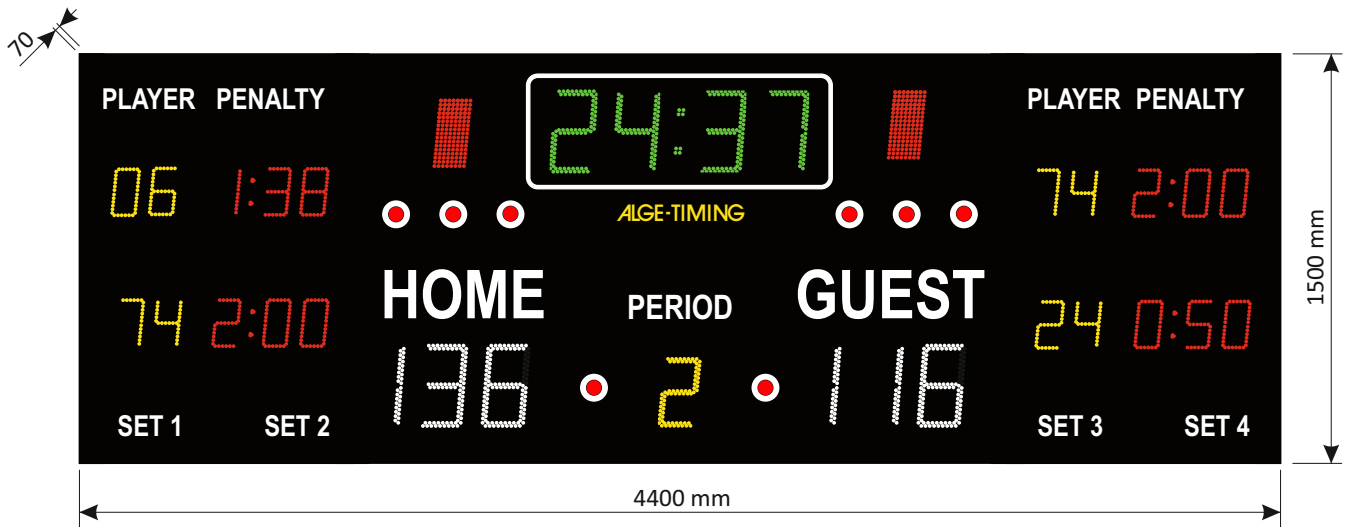 70
PLAYER PENALTY
24:37
PLAYER PENALTY
06 1:38
ALGE-TIMING
74 2:00
HOME
PERIOD
GUEST
74 2:00
24 0:50
136
2
116
SET 1 SET 2
SET 3 SET 4
1500 mm
4400 mm